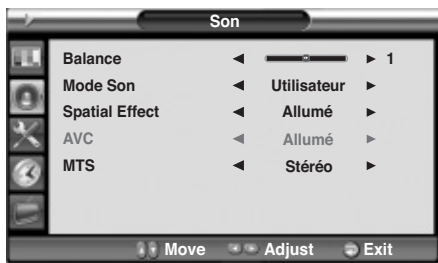 Son
Balance 1
Mode Son Utilisateur
Spatial Effect Allumé
AVC Allumé
MTS Stéréo
Move Adjust Exit